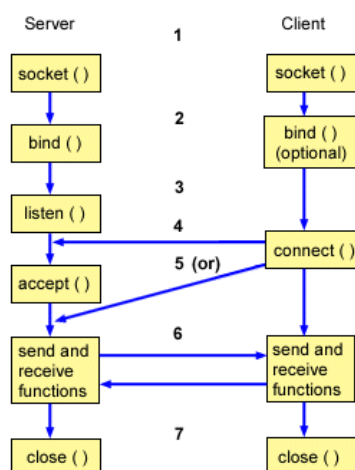 Server
1
Client
socket ( )
socket ( )
2
bind ( )
bind ( )
(optional)
3
listen ( )
4
connect ( )
5 (or)
accept ( )
6
send and
receive
functions
send and
receive
functions
7
close ( )
close ( )